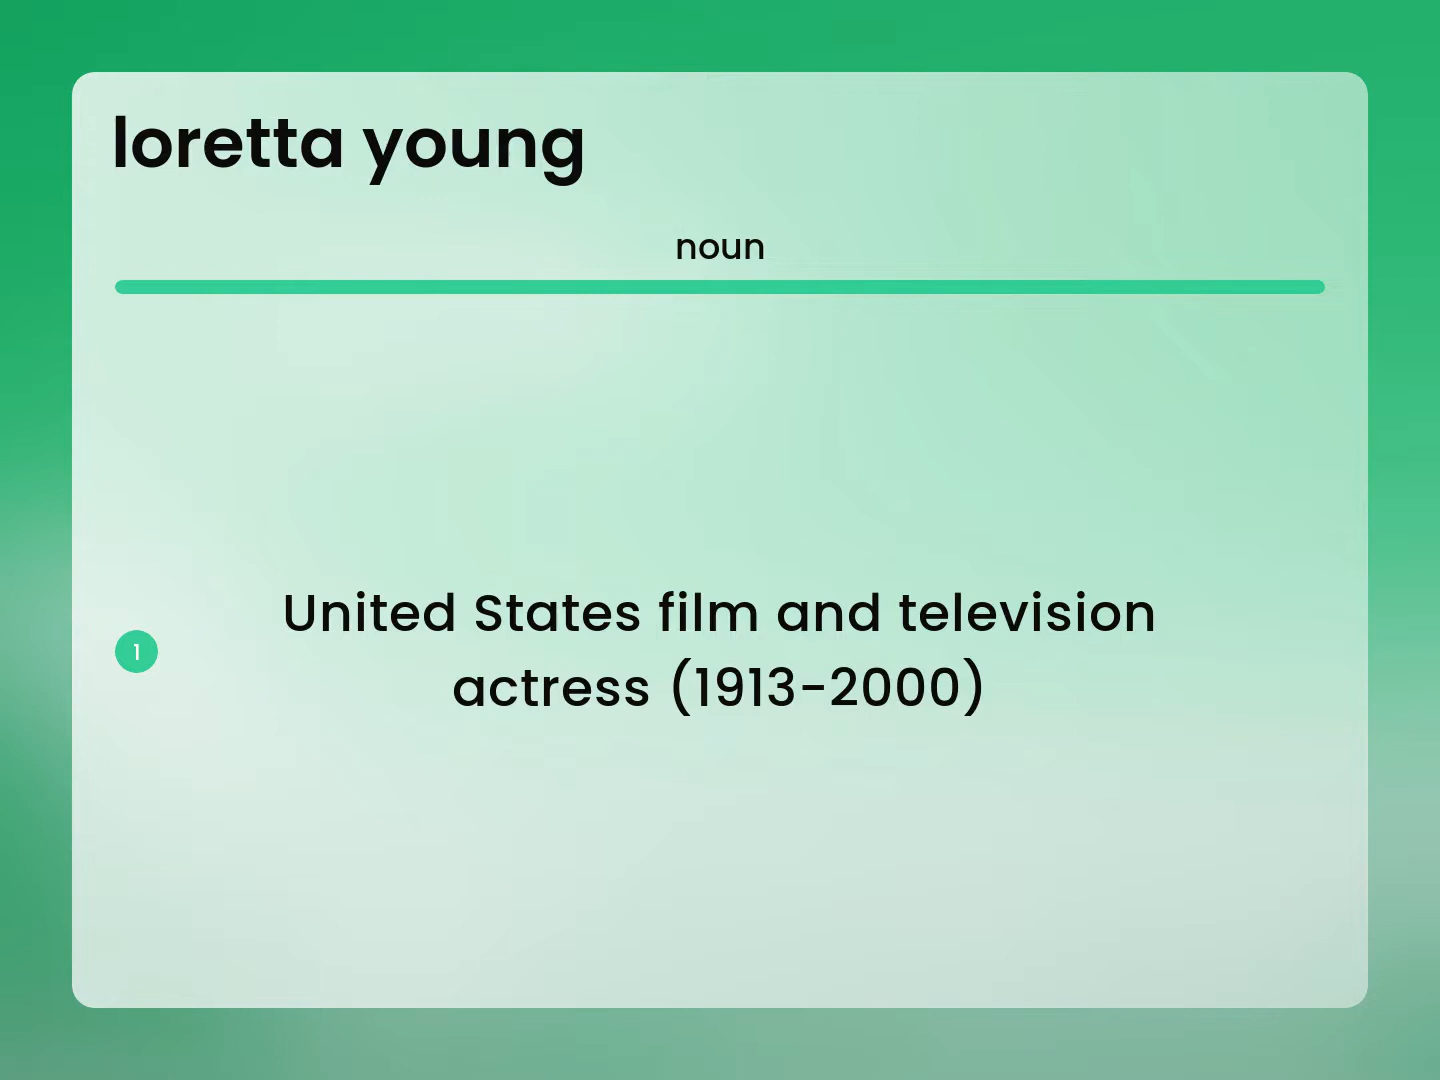 loretta young
noun
1
United States film and television
actress (1913-2000)